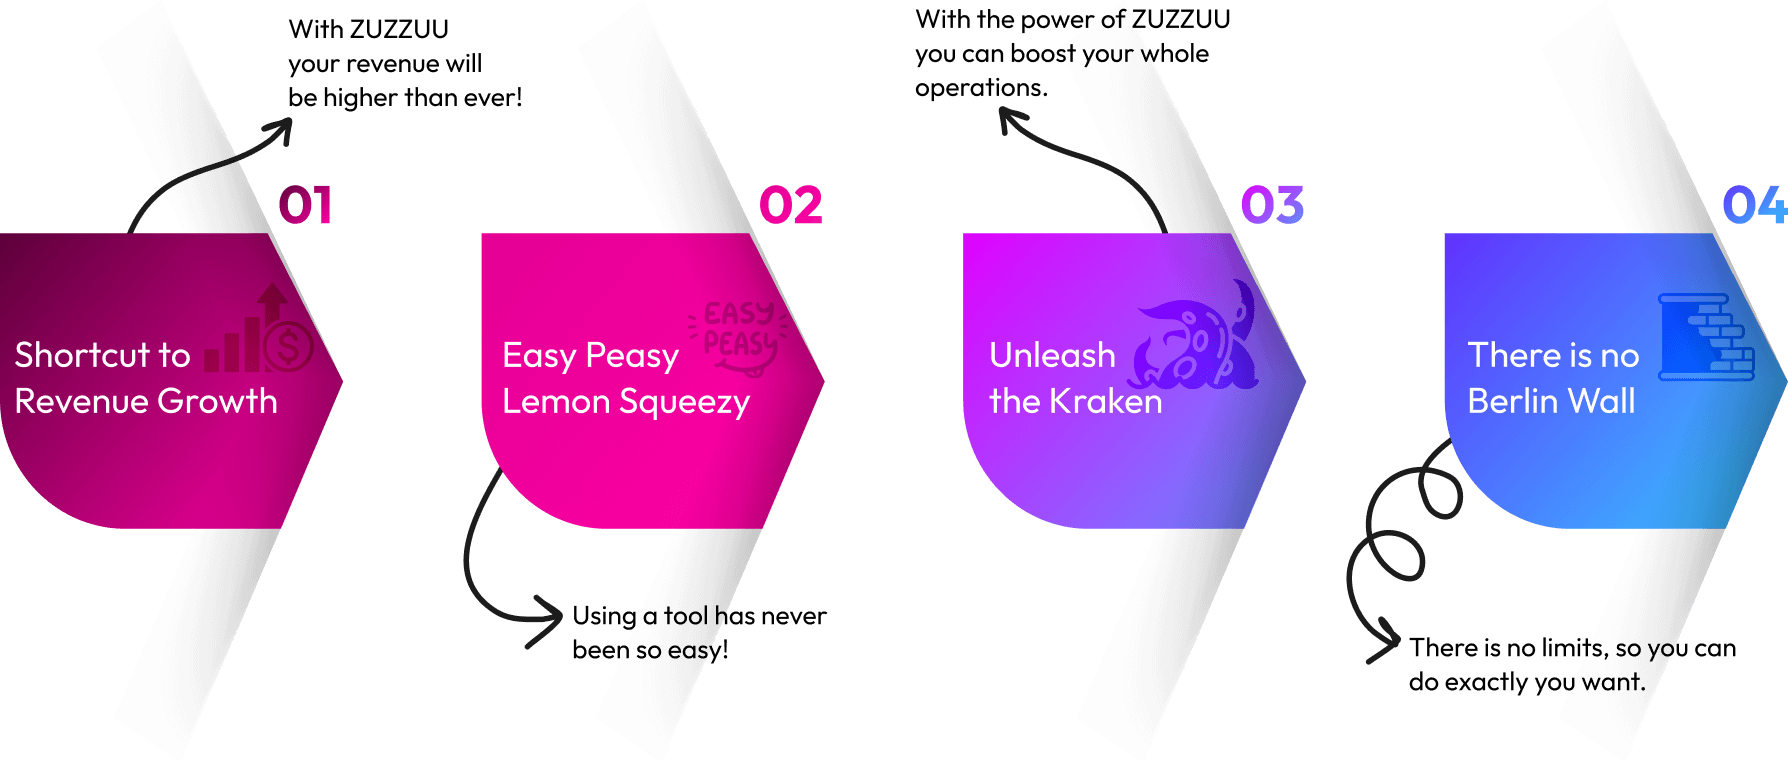 With ZUZZUU
your revenue will
be higher than ever!
01
Shortcut to
Revenue Growth
$
02
EASY
PEASY
Easy Peasy
Lemon Squeezy
Using a tool has never
been so easy!
With the power of ZUZZUU
you can boost your whole
operations.
03
Unleash
the Kraken
04
There is no
Berlin Wall
There is no limits, so you can
do exactly you want.